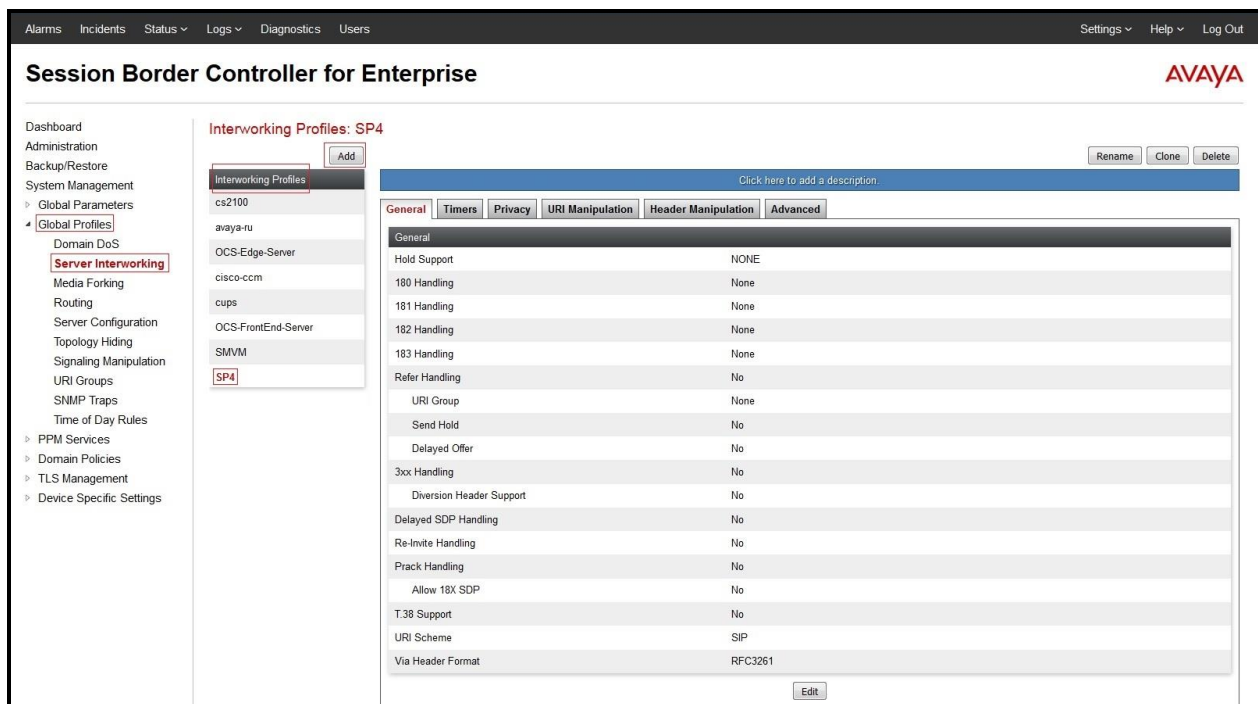 Alarms Incidents Status Logs Diagnostics Users Settings Help Log Out
Session Border Controller for Enterprise
AVAYA
Dashboard
Administration
Backup/Restore
System Management
Global Parameters
Global Profiles
Domain DoS
Server Interworking
Media Forking
Routing
Server Configuration
Topology Hiding
Signaling Manipulation
URI Groups
SNMP Traps
Time of Day Rules
PPM Services
Domain Policies
TLS Management
Device Specific Settings
Interworking Profiles: SP4
Add
Rename Clone Delete
Interworking Profiles
cs2100
avaya-ru
OCS-Edge-Server
cisco-ccm
cups
OCS-FrontEnd-Server
SMVM
SP4
Click here to add a description.
General Timers Privacy URI Manipulation Header Manipulation Advanced
General
Hold Support NONE
180 Handling None
181 Handling None
182 Handling None
183 Handling None
Refer Handling No
URI Group None
Send Hold No
Delayed Offer No
3xx Handling No
Diversion Header Support No
Delayed SDP Handling No
Re-Invite Handling No
Prack Handling No
Allow 18X SDP No
T.38 Support No
URI Scheme SIP
Via Header Format RFC3261
Edit